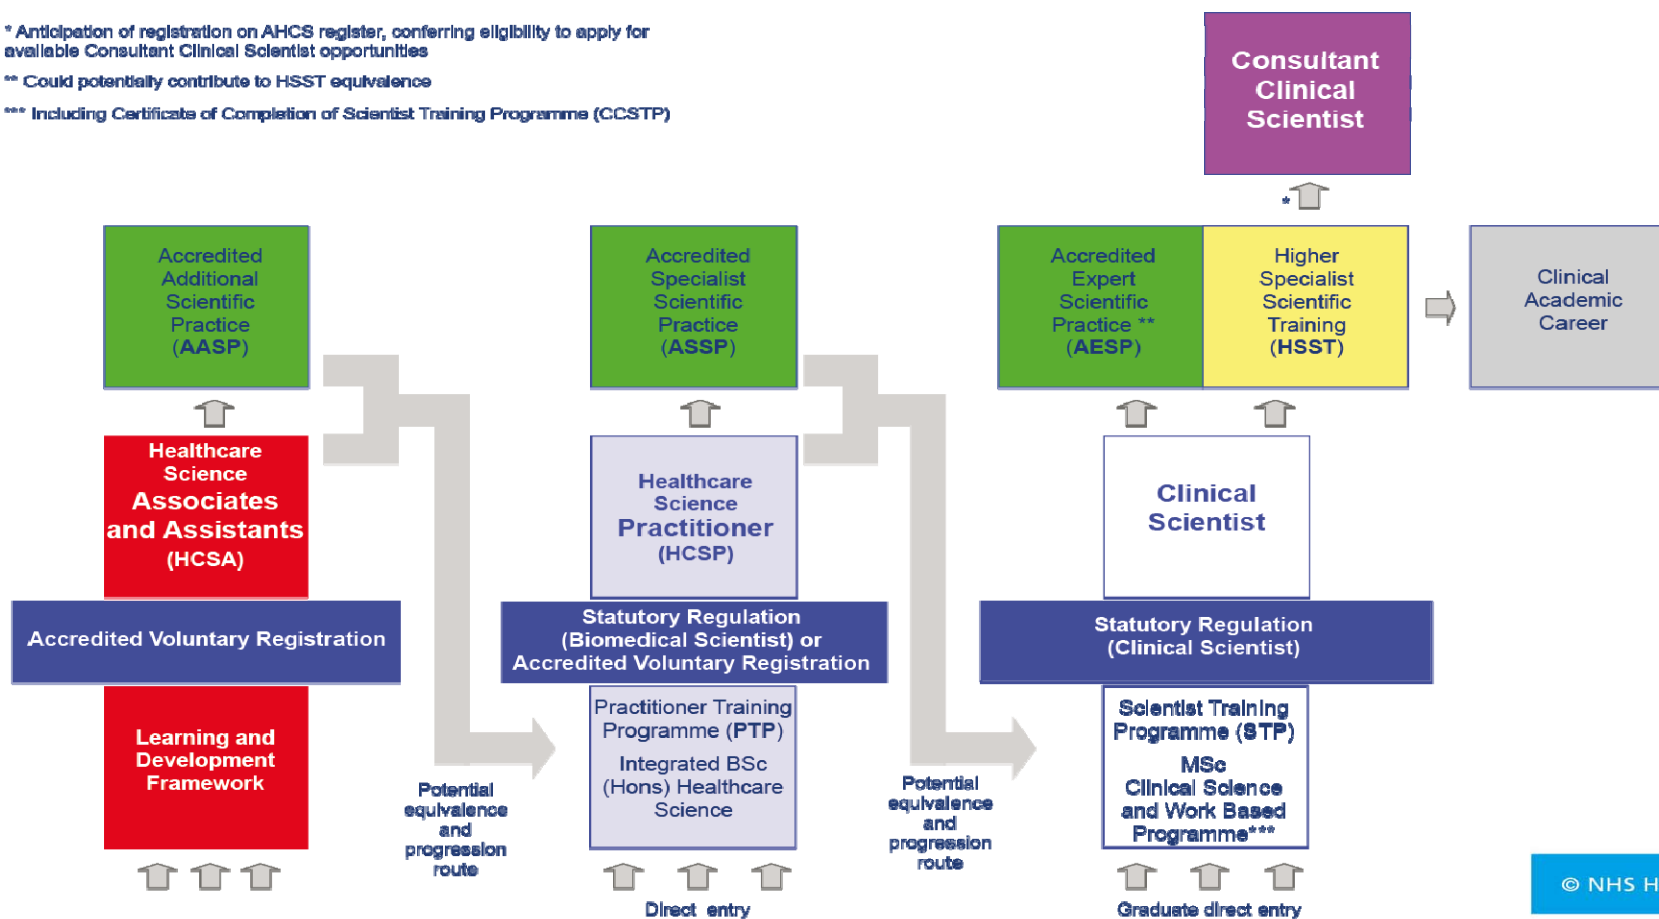 * Anticipation of registration on AHCS register, conferring eligibility to apply for
available Consultant Clinical Scientist opportunities
** Could potentially contribute to HSST equivalence
*** Including Certificate of Completion of Scientist Training Programme (CCSTP)
Consultant
Clinical
Scientist
*
Accredited
Additional
Scientific
Practice
(AASP)
Accredited
Specialist
Scientific
Practice
(ASSP)
Accredited
Expert
Scientific
Practice **
(AESP)
Higher
Specialist
Scientific
Training
(HSST)
Clinical
Academic
Career
Healthcare
Science
Associates
and Assistants
(HCSA)
Healthcare
Science
Practitioner
(HCSP)
Clinical
Scientist
Accredited Voluntary Registration
Statutory Regulation
(Biomedical Scientist) or
Accredited Voluntary Registration
Statutory Regulation
(Clinical Scientist)
Learning and
Development
Framework
Potential
equivalence
and
progression
route
Practitioner Training
Programme (PTP)
Integrated BSc
(Hons) Healthcare
Science
Potential
equivalence
and
progression
route
Scientist Training
Programme (STP)
MSc
Clinical Science
and Work Based
Programme***
Direct entry
Graduate direct entry
© NHS H